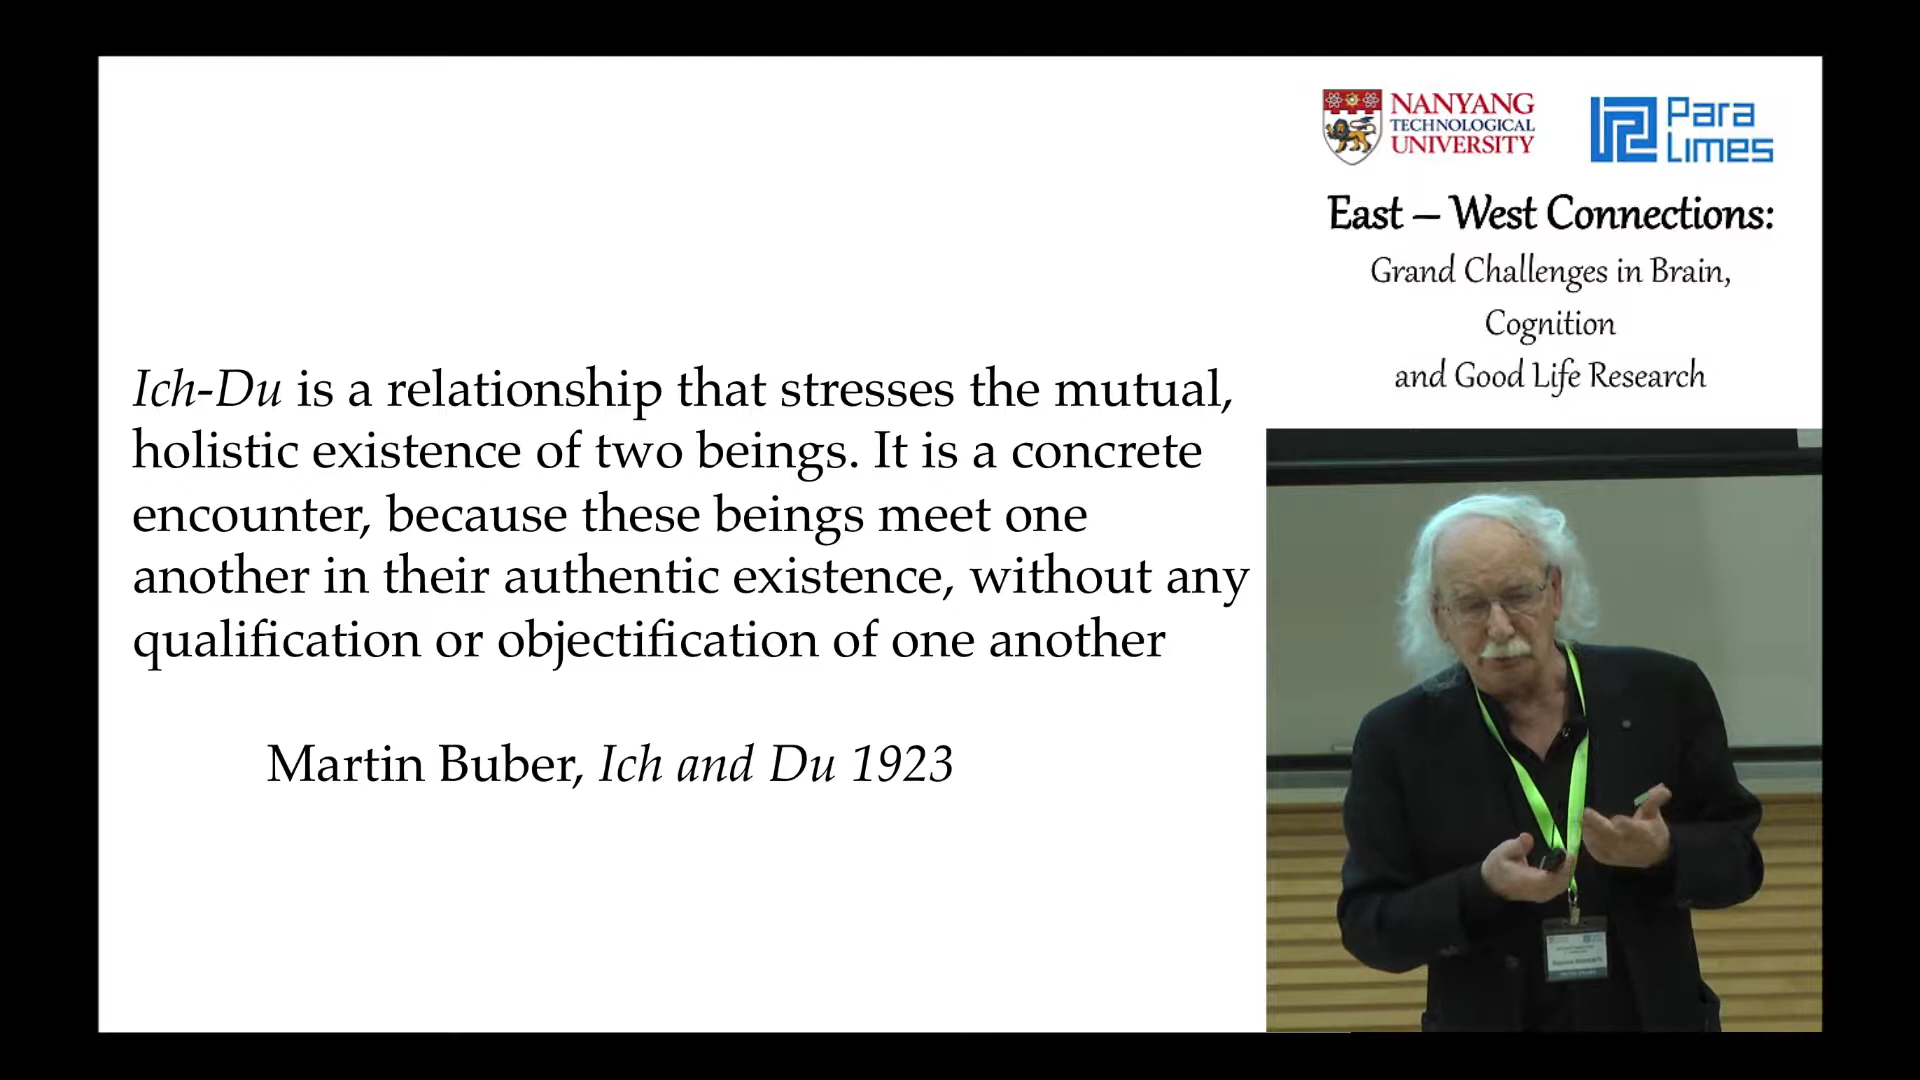 NANYANG
TECHNOLOGICAL
UNIVERSITY
Para
Limes
East – West Connections:
Grand Challenges in Brain,
Cognition
and Good Life Research
Ich-Du is a relationship that stresses the mutual,
holistic existence of two beings. It is a concrete
encounter, because these beings meet one
another in their authentic existence, without any
qualification or objectification of one another
Martin Buber, Ich and Du 1923